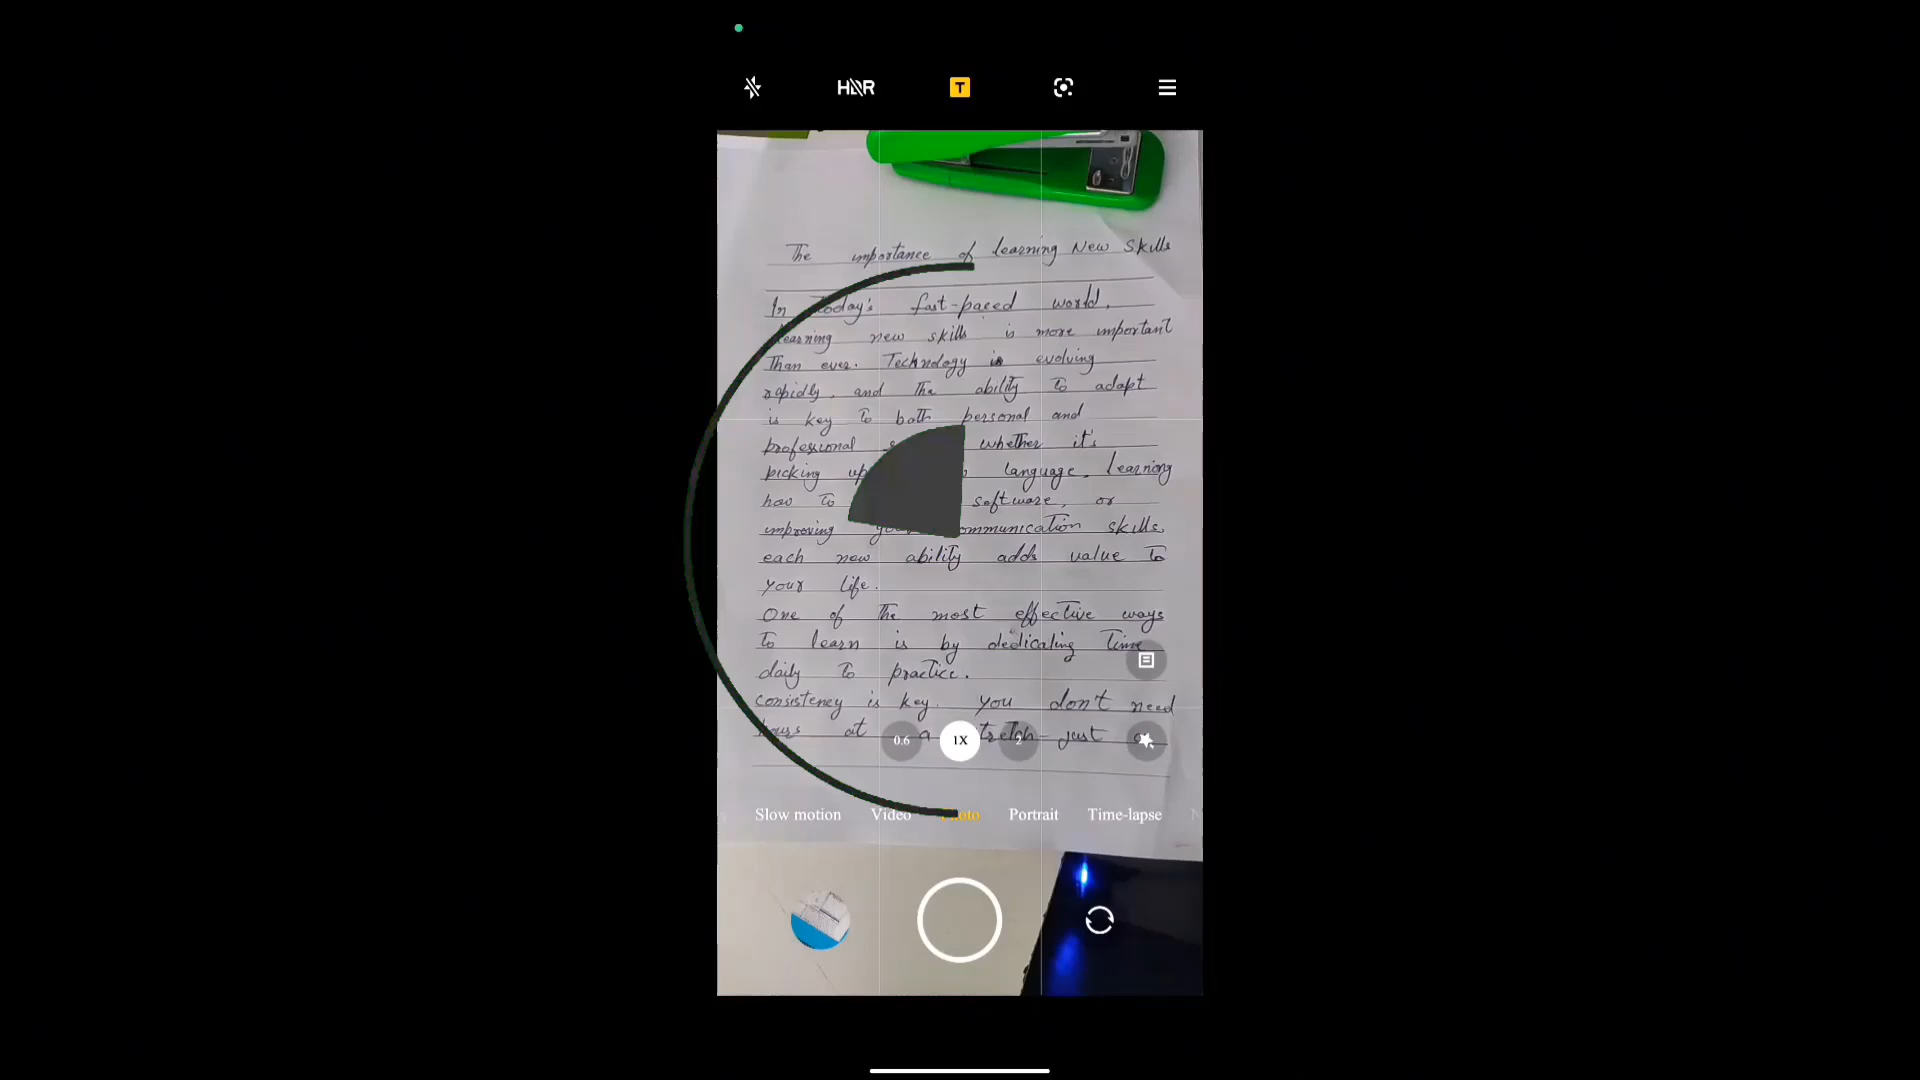 HDR
T
The importance of learning New Skills
In Today's fast-paced world,
learning new skills is more important
Than ever. Technology is evolving
rapidly, and The ability To adapt
is key To both personal and
professional whether it's
picking up language, learning
how To software, or
improving communication skills,
each new ability adds value To
your life.
One of The most effective ways
To learn is by dedicating Time
daily To practice.
consistency is key. You don't need
hours at a stretch- just a
0.6 1X 2
Slow motion Video Photo Portrait Time-lapse